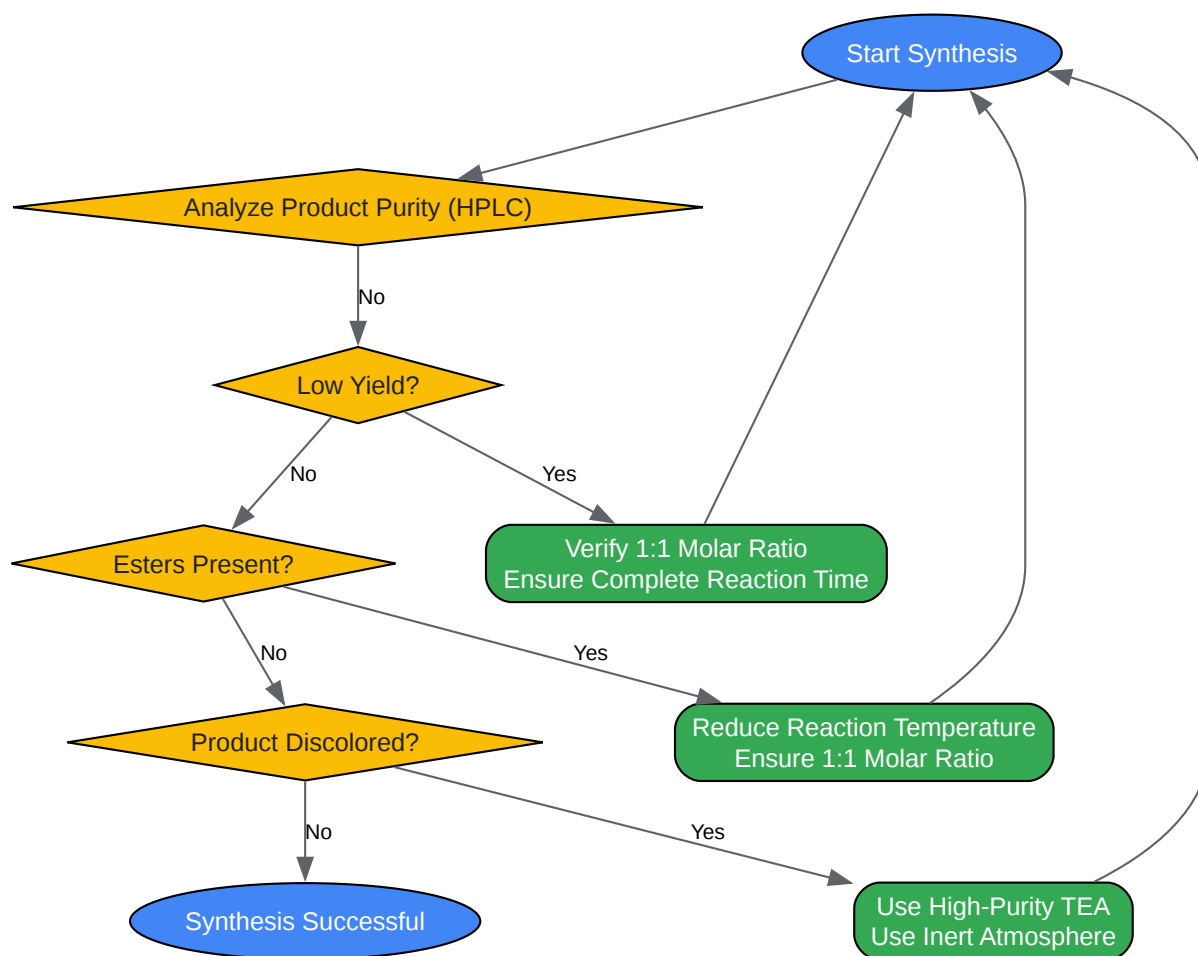 Start Synthesis
Analyze Product Purity (HPLC)
No
Low Yield?
No
Yes
Verify 1:1 Molar Ratio
Ensure Complete Reaction Time
Esters Present?
No
Yes
Reduce Reaction Temperature
Ensure 1:1 Molar Ratio
Product Discolored?
No
Yes
Use High-Purity TEA
Use Inert Atmosphere
Synthesis Successful